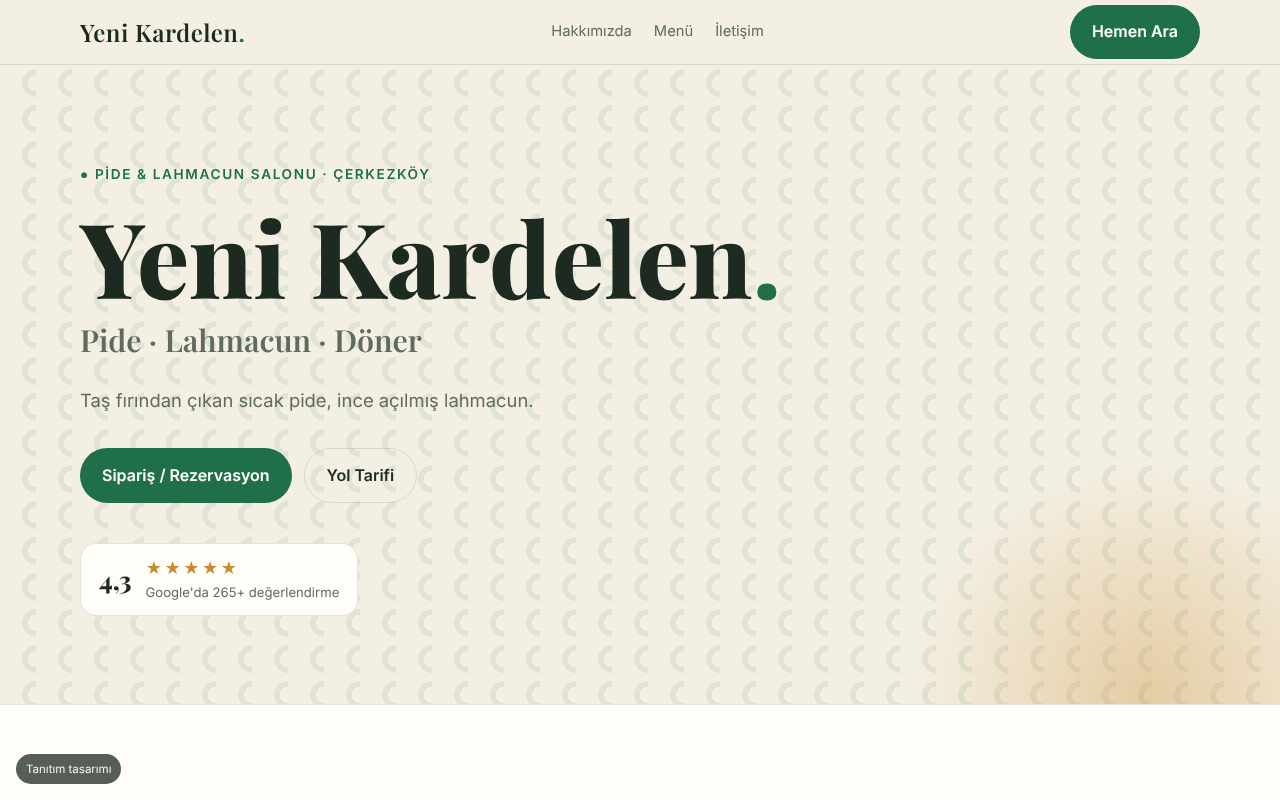 Yeni Kardelen.
Hakkımızda Menü İletişim
Hemen Ara
● PİDE & LAHMACUN SALONU · ÇERKEZKÖY
Yeni Kardelen.
Pide · Lahmacun · Döner
Taş fırından çıkan sıcak pide, ince açılmış lahmacun.
Sipariş / Rezervasyon
Yol Tarifi
4,3
★★★★★
Google'da 265+ değerlendirme
Tanıtım tasarımı